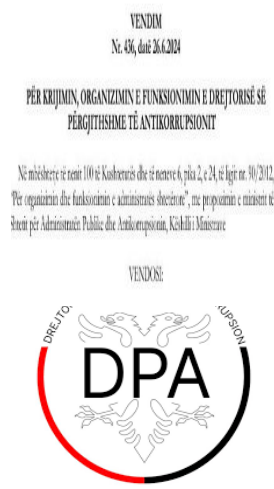 VENDIM
Nr. 436, datë 26.6.2024
PËR KRIJIMIN, ORGANIZIMIN E FUNKSIONIMIN E DREJTORISË SË
PËRGJITHSHME TË ANTIKORRUPSIONIT
Në mbështetje të nenit 100 të Kushtetutës dhe të neneve 6, pika 2, e 24, të ligjit nr. 90/2012,
“Për organizimin dhe funksionimin e administratës shtetërore”, me propozimin e ministrit të
Shtetit për Administratën Publike dhe Antikorrupsionin, Këshilli i Ministrave
VENDOSI:
DREJTO
RUPSION
DPA